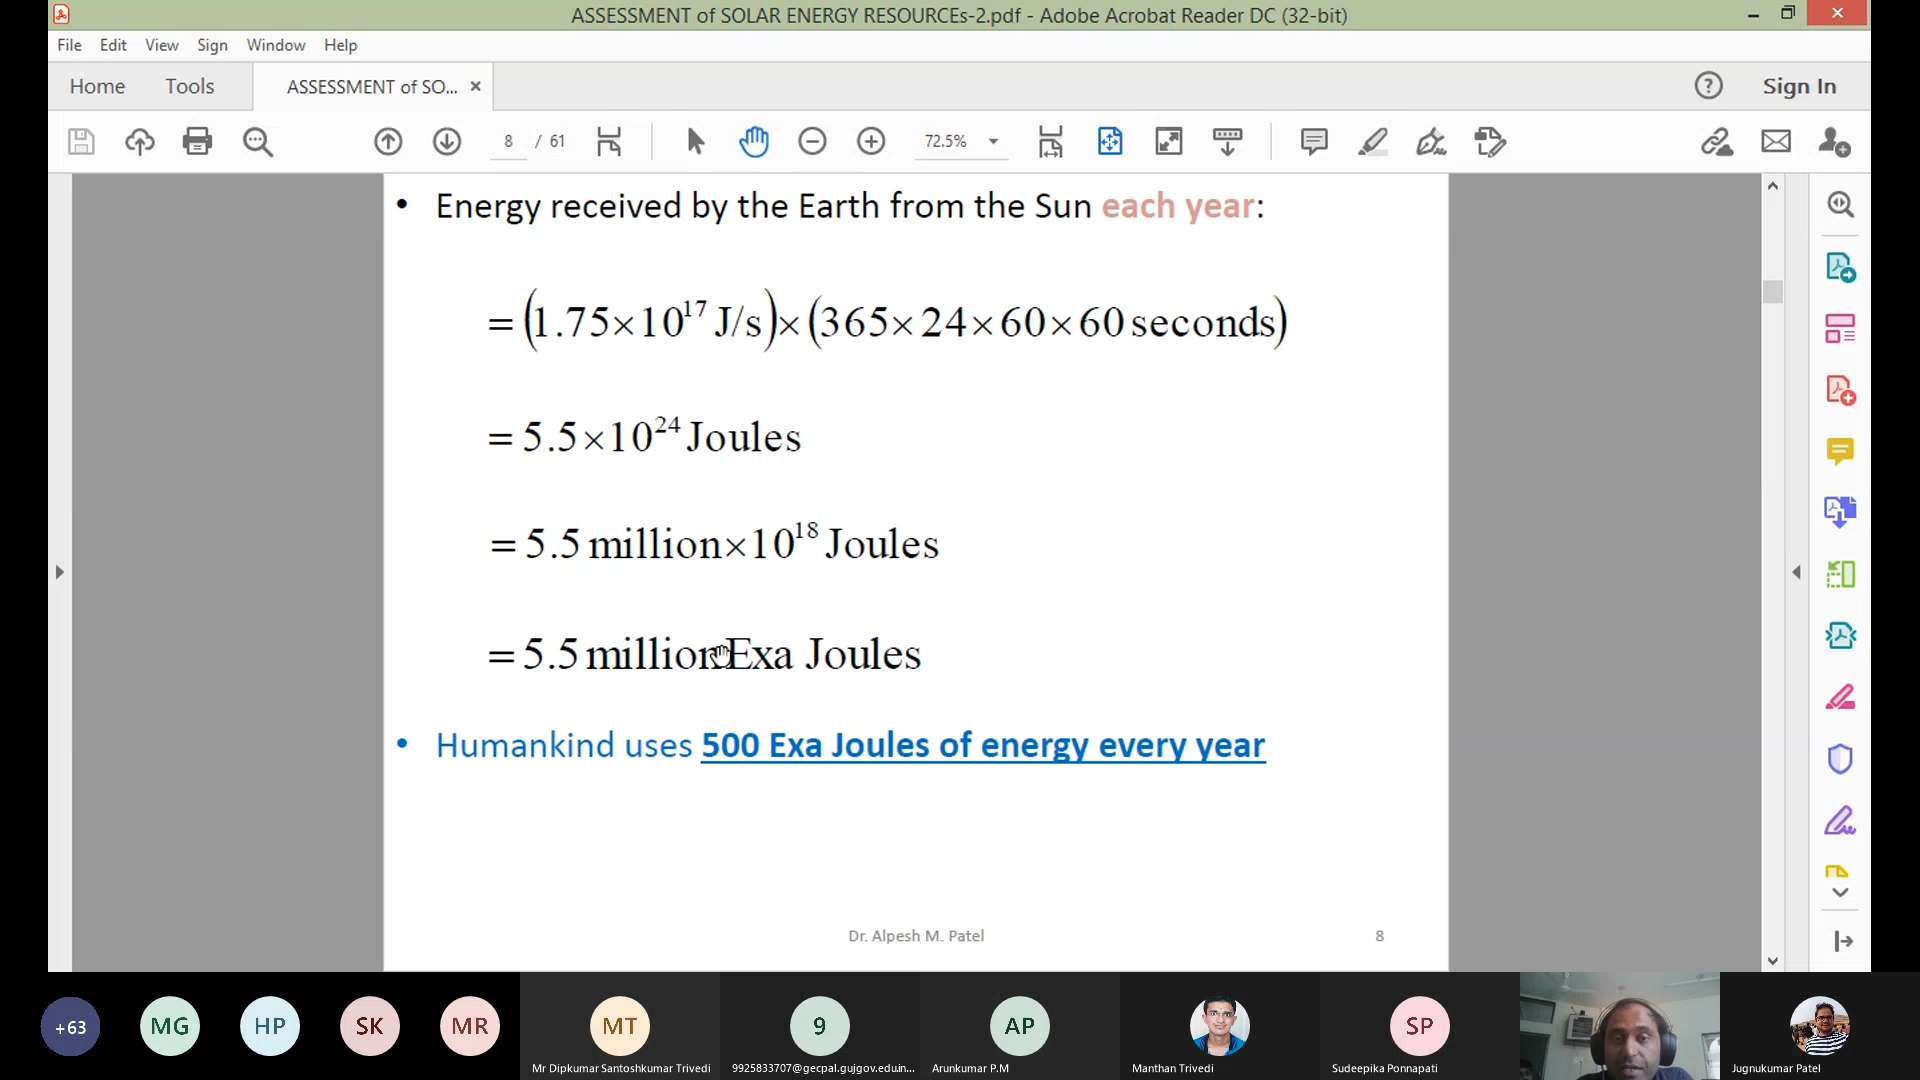 ASSESSMENT of SOLAR ENERGY RESOURCEs-2.pdf - Adobe Acrobat Reader DC (32-bit)
File Edit View Sign Window Help
Home Tools ASSESSMENT of SO... × Sign In
8 / 61 72.5%
• Energy received by the Earth from the Sun each year:
= (1.75×10¹⁷ J/s)×(365×24×60×60 seconds)
= 5.5×10²⁴ Joules
= 5.5 million×10¹⁸ Joules
= 5.5 million Exa Joules
• Humankind uses 500 Exa Joules of energy every year
Dr. Alpesh M. Patel 8
+63 MG HP SK MR MT 9 AP SP
Mr Dipkumar Santoshkumar Trivedi 9925833707@gecpal.gujgov.edu.in... Arunkumar P.M Manthan Trivedi Sudeepika Ponnapati Jugnukumar Patel